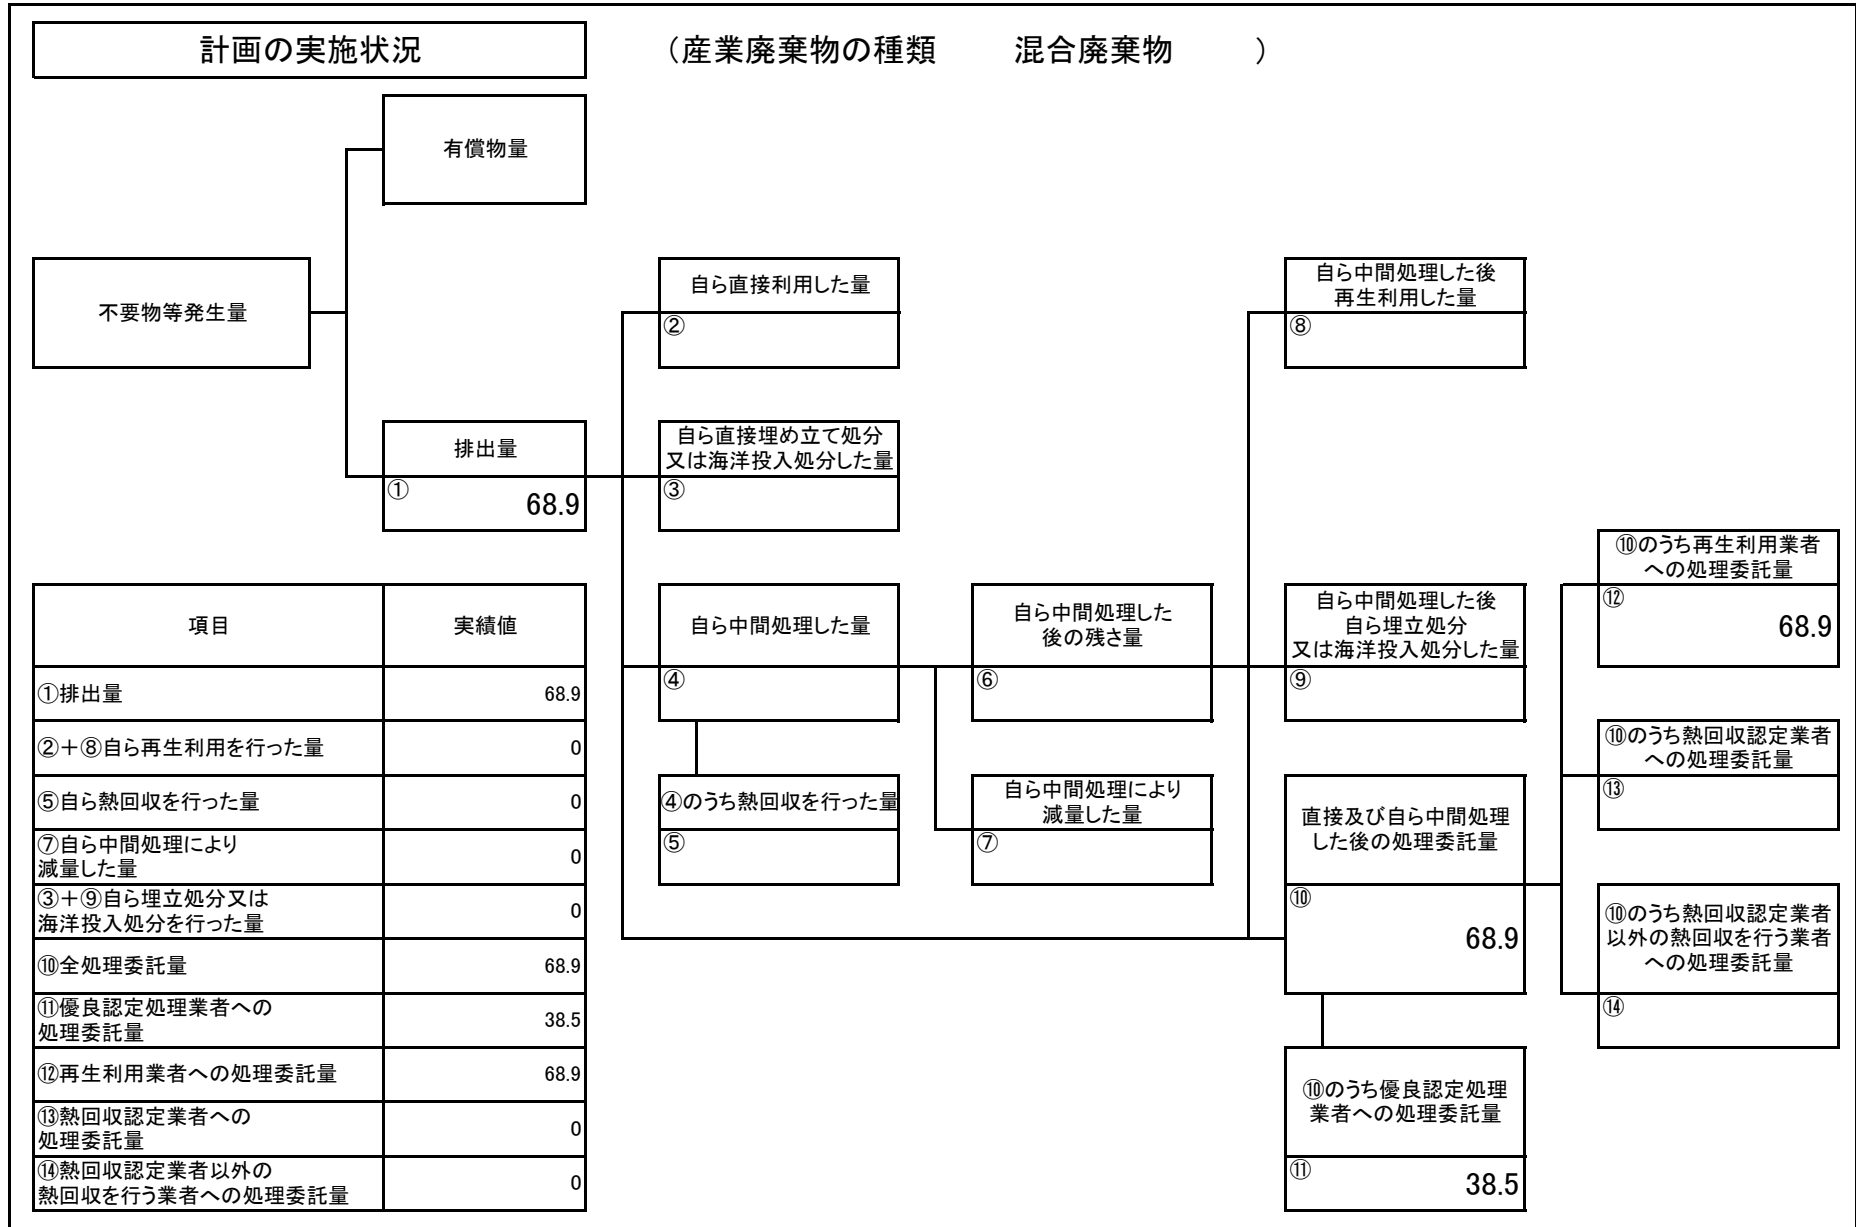 計画の実施状況
（産業廃棄物の種類　混合廃棄物　）
有償物量
不要物等発生量
自ら直接利用した量
②
自ら中間処理した後
再生利用した量
⑧
排出量
①
68.9
自ら直接埋め立て処分
又は海洋投入処分した量
③
⑩のうち再生利用業者
への処理委託量
⑫
68.9
自ら中間処理した量
④
自ら中間処理した
後の残さ量
⑥
自ら中間処理した後
自ら埋立処分
又は海洋投入処分した量
⑨
⑩のうち熱回収認定業者
への処理委託量
⑬
④のうち熱回収を行った量
⑤
自ら中間処理により
減量した量
⑦
直接及び自ら中間処理
した後の処理委託量
⑩
68.9
⑩のうち熱回収認定業者
以外の熱回収を行う業者
への処理委託量
⑭
⑩のうち優良認定処理
業者への処理委託量
⑪
38.5
項目 実績値
①排出量 68.9
②＋⑧自ら再生利用を行った量 0
⑤自ら熱回収を行った量 0
⑦自ら中間処理により
減量した量 0
③＋⑨自ら埋立処分又は
海洋投入処分を行った量 0
⑩全処理委託量 68.9
⑪優良認定処理業者への
処理委託量 38.5
⑫再生利用業者への処理委託量 68.9
⑬熱回収認定業者への
処理委託量 0
⑭熱回収認定業者以外の
熱回収を行う業者への処理委託量 0